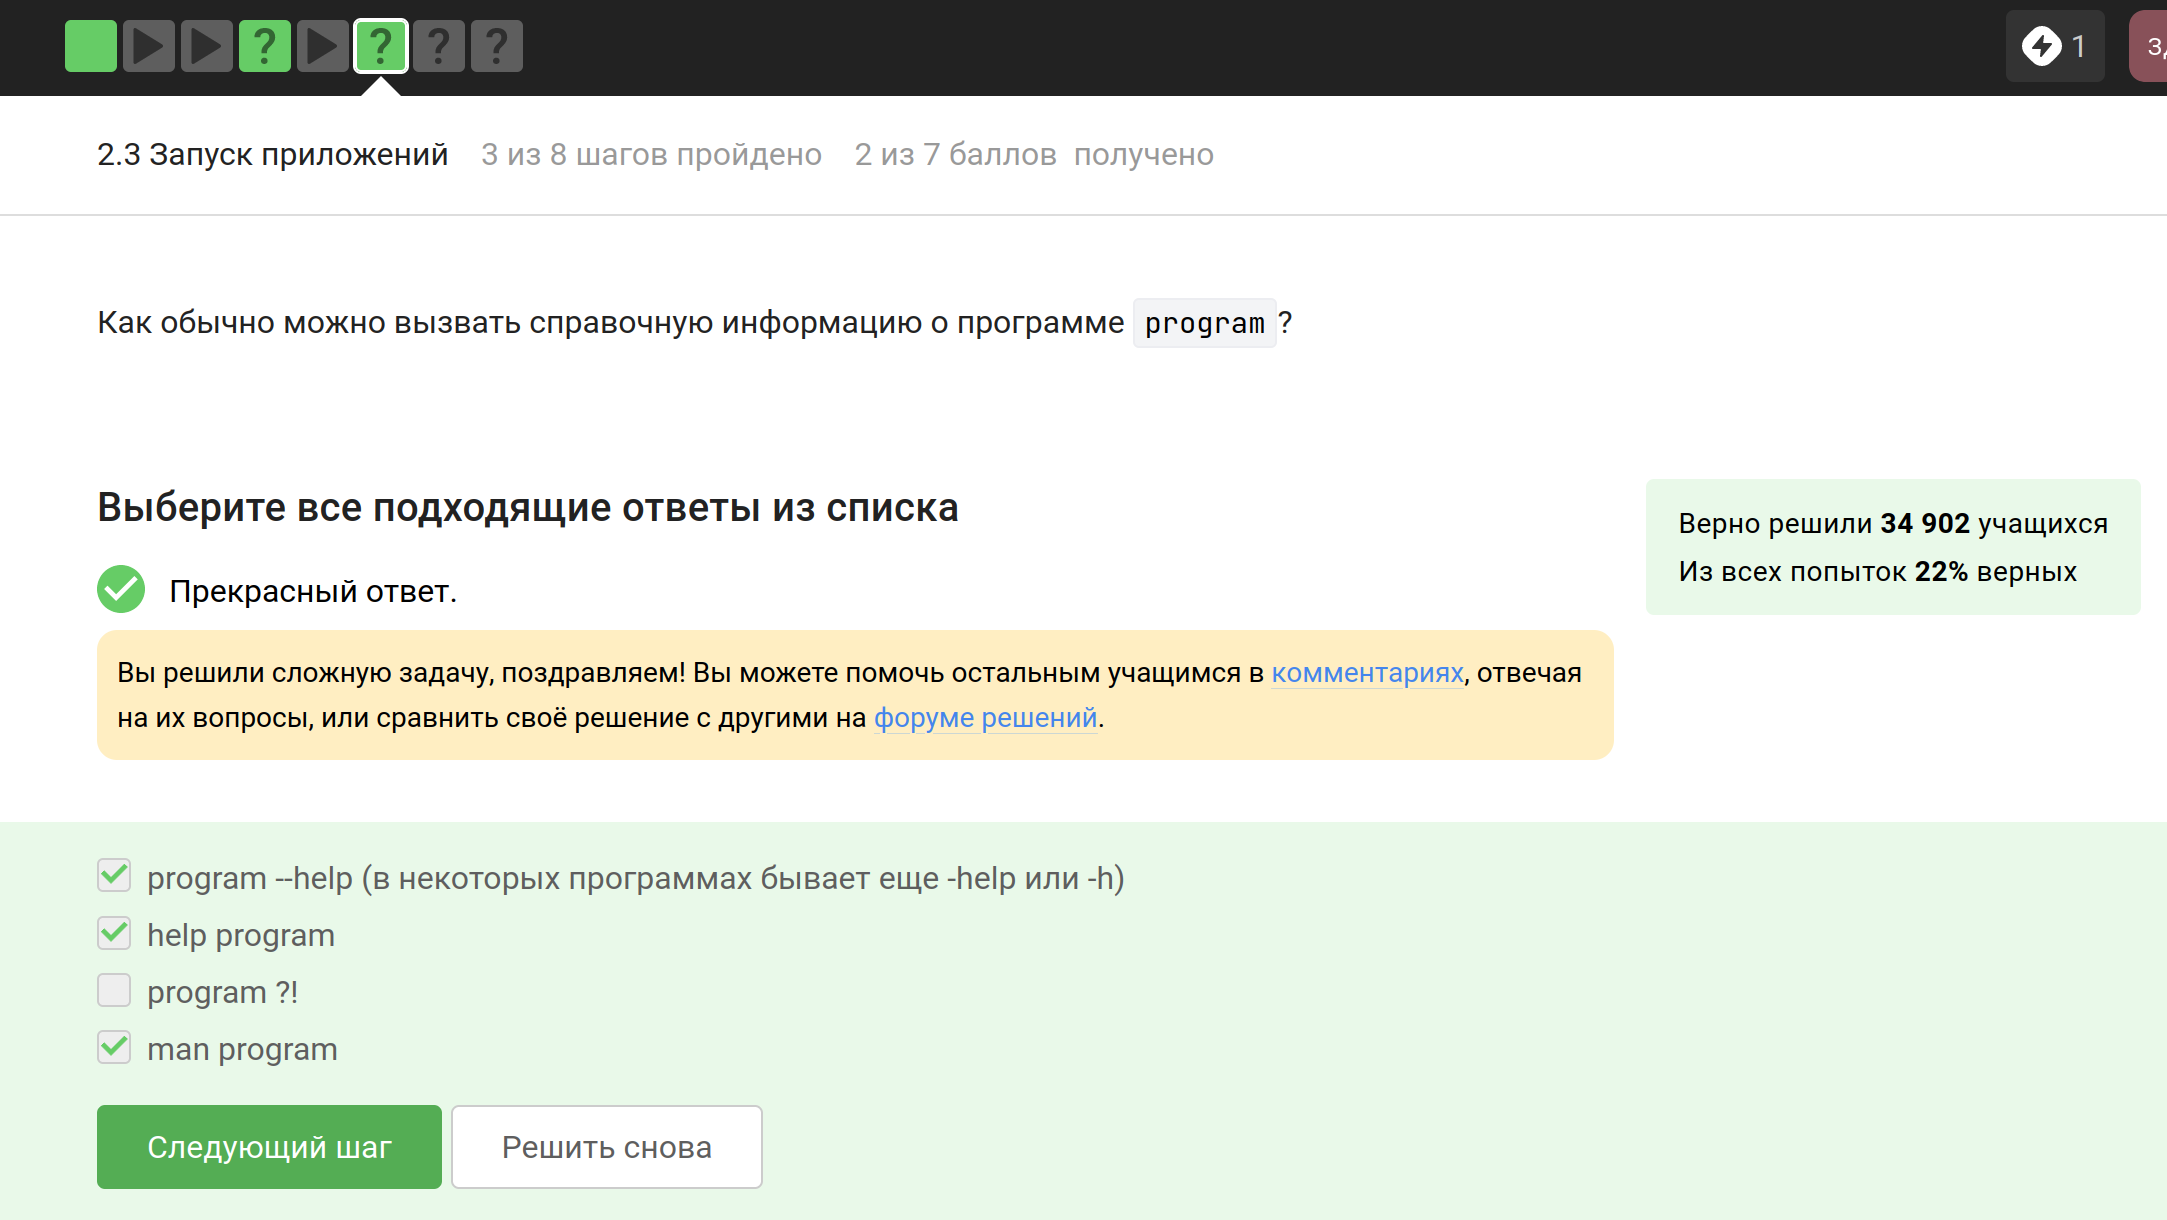 ? ? ? ?
1
2.3 Запуск приложений 3 из 8 шагов пройдено 2 из 7 баллов получено
Как обычно можно вызвать справочную информацию о программе program?
Выберите все подходящие ответы из списка
Верно решили 34 902 учащихся
Из всех попыток 22% верных
Прекрасный ответ.
Вы решили сложную задачу, поздравляем! Вы можете помочь остальным учащимся в комментариях, отвечая
на их вопросы, или сравнить своё решение с другими на форуме решений.
program --help (в некоторых программах бывает еще -help или -h)
help program
program ?!
man program
Следующий шаг
Решить снова